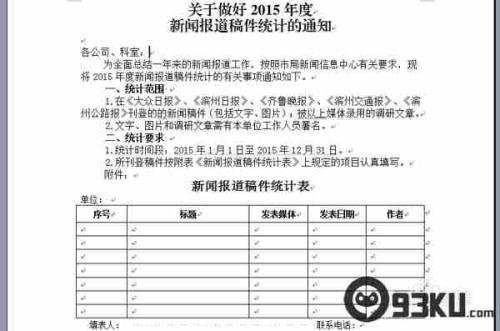 关于做好 2015 年度
新闻报道稿件统计的通知
各公司、科室:
为全面总结一年来的新闻报道工作，按照市局新闻信息中心有关要求，现
将 2015 年度新闻报道稿件统计的有关事项通知如下。
一、统计范围
1.在《大众日报》、《滨州日报》、《齐鲁晚报》、《滨州交通报》、《滨
州公路报》刊登的的新闻稿件(包括文字、图片)；被以上媒体录用的调研文章。
2.文字、图片和调研文章需有本单位工作人员署名。
二、统计要求
1.统计时间段，2015 年 1 月 1 日至 2015 年 12 月 31 日。
2.所刊登稿件按附表《新闻报道稿件统计表》上规定的项目认真填写。
附件:
新闻报道稿件统计表
单位:
序号 标题 发表媒体 发表日期 作者
填表人: 联系电话:
93KU.com